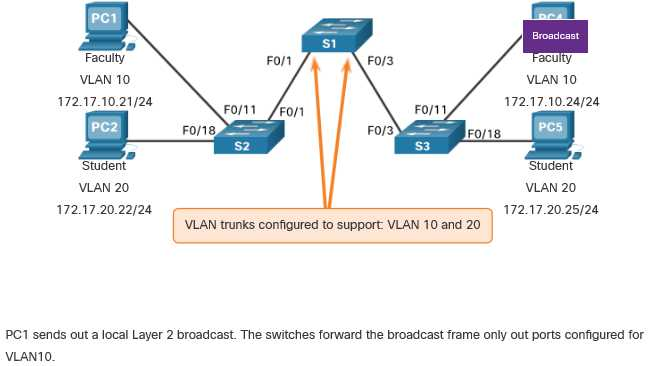 PC1
Faculty
VLAN 10
172.17.10.21/24
PC2
Student
VLAN 20
172.17.20.22/24
F0/11
F0/18
S2
F0/1
F0/1
S1
F0/3
F0/3
S3
F0/11
F0/18
Broadcast
Faculty
VLAN 10
172.17.10.24/24
PC5
Student
VLAN 20
172.17.20.25/24
VLAN trunks configured to support: VLAN 10 and 20
PC1 sends out a local Layer 2 broadcast. The switches forward the broadcast frame only out ports configured for
VLAN10.